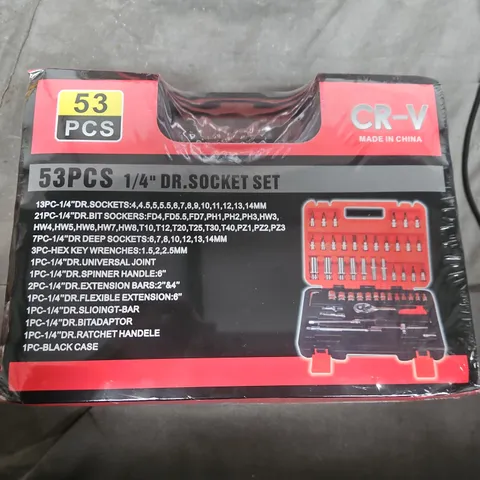 53
PCS
CR-V
MADE IN CHINA
53PCS 1/4" DR.SOCKET SET
13PC-1/4"DR.SOCKETS:4,4.5,5,5.5,6,7,8,9,10,11,12,13,14MM
21PC-1/4"DR.BIT SOCKERS:FD4,FD5.5,FD7,PH1,PH2,PH3,HW3,
HW4,HW5,HW6,HW7,HW8,T10,T12,T20,T25,T30,T40,PZ1,PZ2,PZ3
7PC-1/4"DR DEEP SOCKETS:6,7,8,10,12,13,14MM
3PC-HEX KEY WRENCHES:1.5,2,2.5MM
1PC-1/4"DR.UNIVERSAL JOINT
1PC-1/4"DR.SPINNER HANDLE:6"
2PC-1/4"DR.EXTENSION BARS:2"&4"
1PC-1/4"DR.FLEXIBLE EXTENSION:6"
1PC-1/4"DR.SLIOINGT-BAR
1PC-1/4"DR.BITADAPTOR
1PC-1/4"DR.RATCHET HANDELE
1PC-BLACK CASE